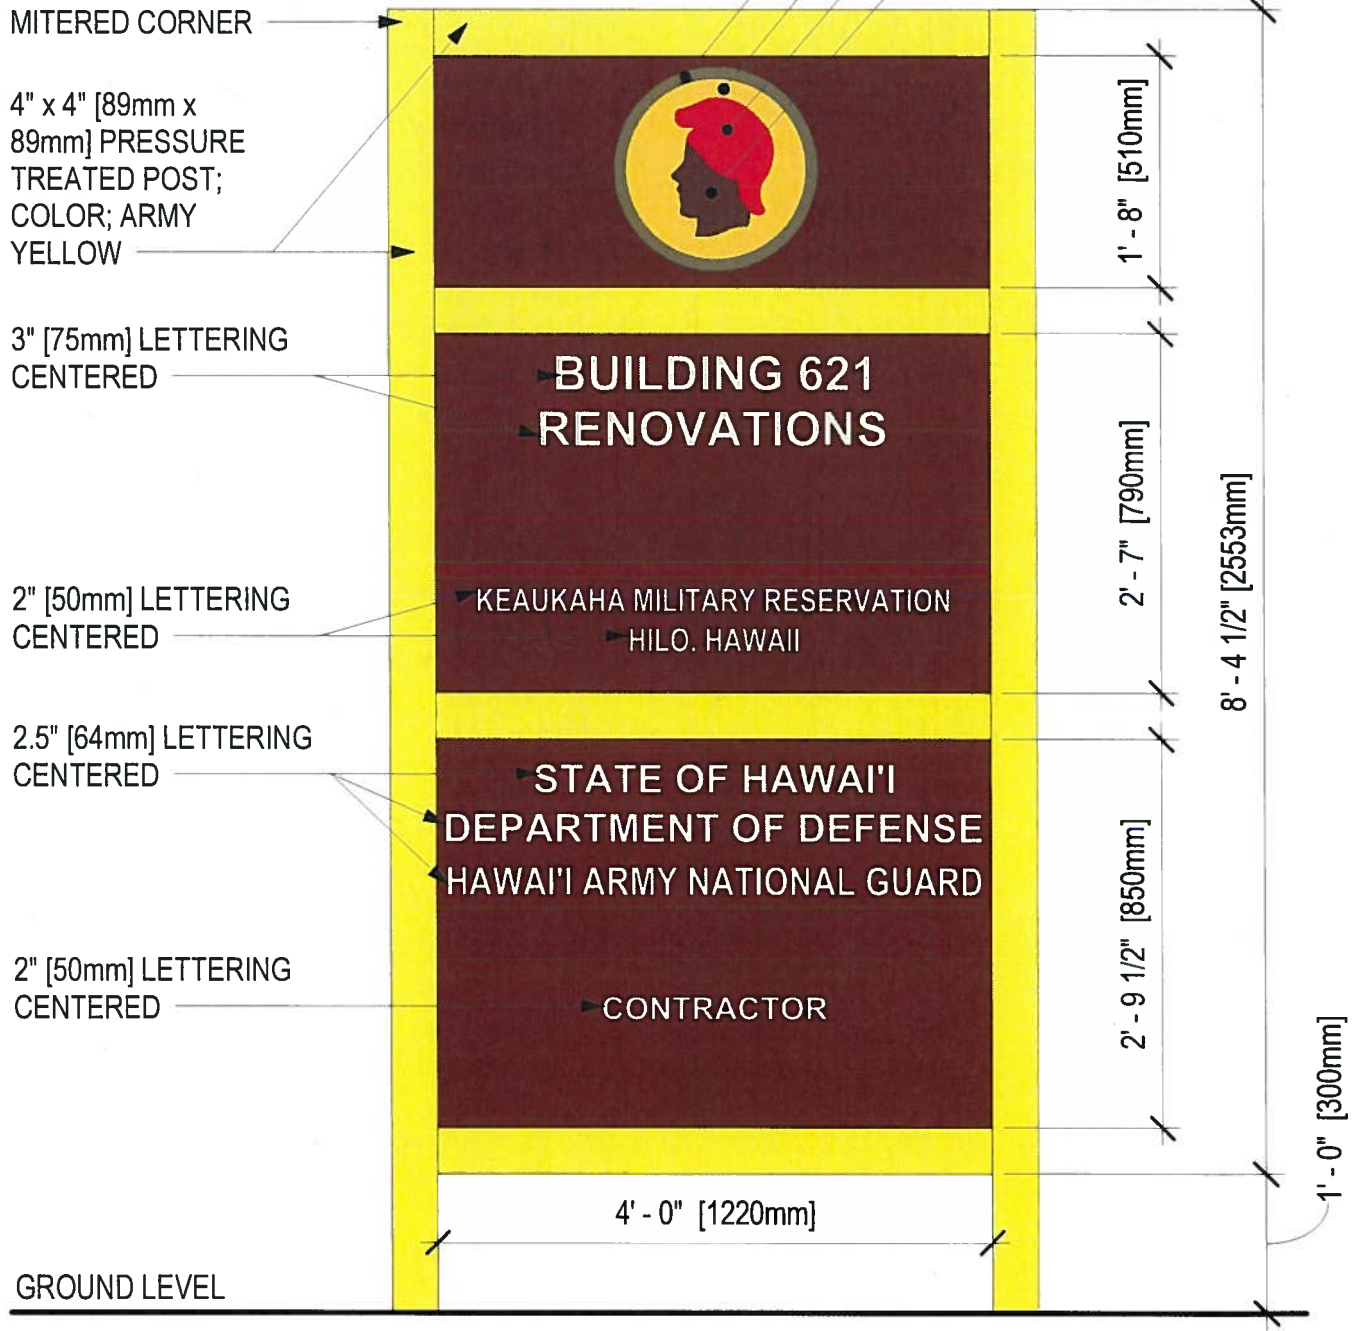 MITERED CORNER
4" x 4" [89mm x
89mm] PRESSURE
TREATED POST;
COLOR; ARMY
YELLOW
3" [75mm] LETTERING
CENTERED
2" [50mm] LETTERING
CENTERED
2.5" [64mm] LETTERING
CENTERED
2" [50mm] LETTERING
CENTERED
GROUND LEVEL
BUILDING 621
RENOVATIONS
KEAUKAHA MILITARY RESERVATION
HILO. HAWAII
STATE OF HAWAI'I
DEPARTMENT OF DEFENSE
HAWAI'I ARMY NATIONAL GUARD
CONTRACTOR
4' - 0" [1220mm]
1' - 8" [510mm]
2' - 7" [790mm]
2' - 9 1/2" [850mm]
8' - 4 1/2" [2553mm]
1' - 0" [300mm]